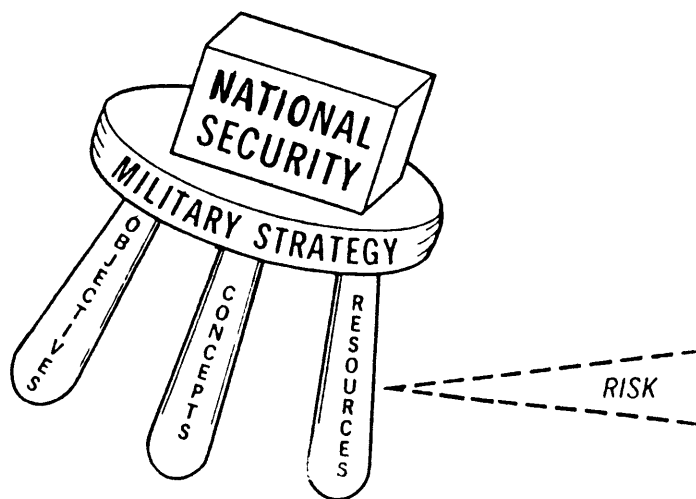 NATIONAL
SECURITY
MILITARY STRATEGY
OBJECTIVES
CONCEPTS
RESOURCES
RISK